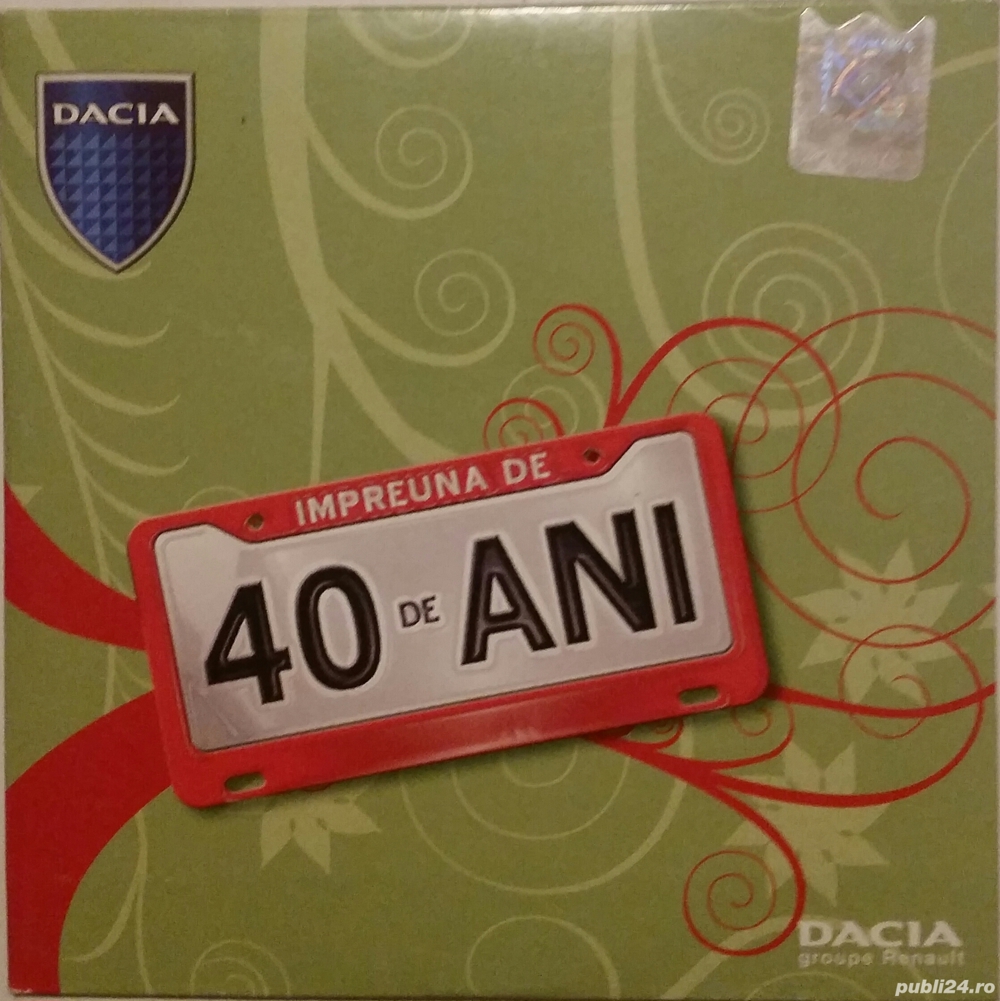 DACIA
IMPREUNA DE
40 DE ANI
DACIA
groupe Renault
publi24.ro